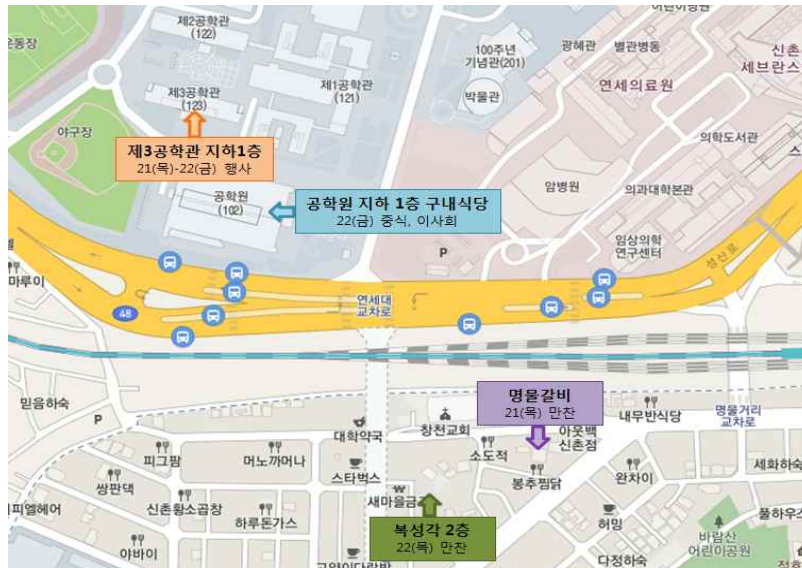 어린이병원
제2공학관
(122)
운동장
100주년
기념관(201)
광혜관
별관병동
신촌
세브란스
제3공학관
(123)
제1공학관
(121)
연세의료원
박물관
야구장
의학도서관
제3공학관 지하1층
21(목)-22(금) 행사
공학원
(102)
공학원 지하 1층 구내식당
22(금) 중식, 이사회
암병원
의과대학본관
임상의학
연구센터
P
성산로
마루이
48
연세대
교차로
명물갈비
21(목) 만찬
믿음하숙
P
대학약국
창천교회
아웃백
신촌점
내무반식당
명물거리
교차로
피그팜
머노까머나
스타벅스
소도적
쌍판댁
새마을금
봉추찜닭
완차이
세화하숙
피엘헤어
신촌황소곱창
하루돈가스
복성각 2층
22(목) 만찬
허밍
바람산
어린이공원
풀하우스
야바이
고양이다락방
다정하숙